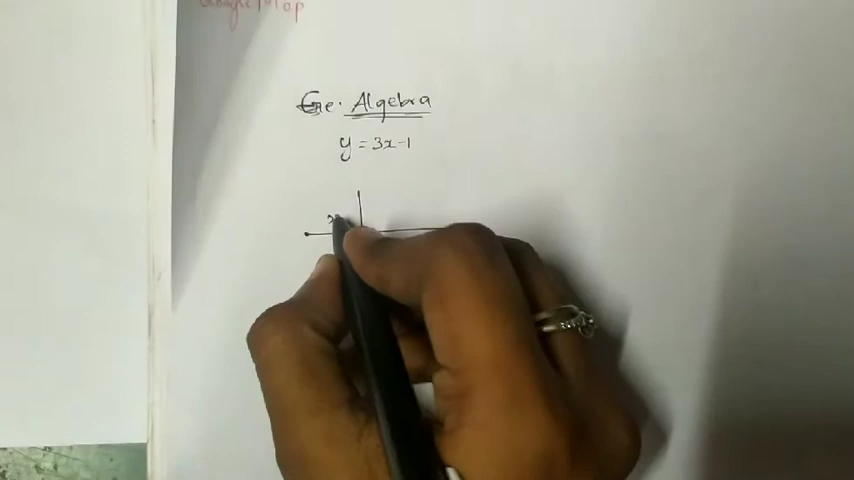 Ge. Algebra
y = 3x-1
x